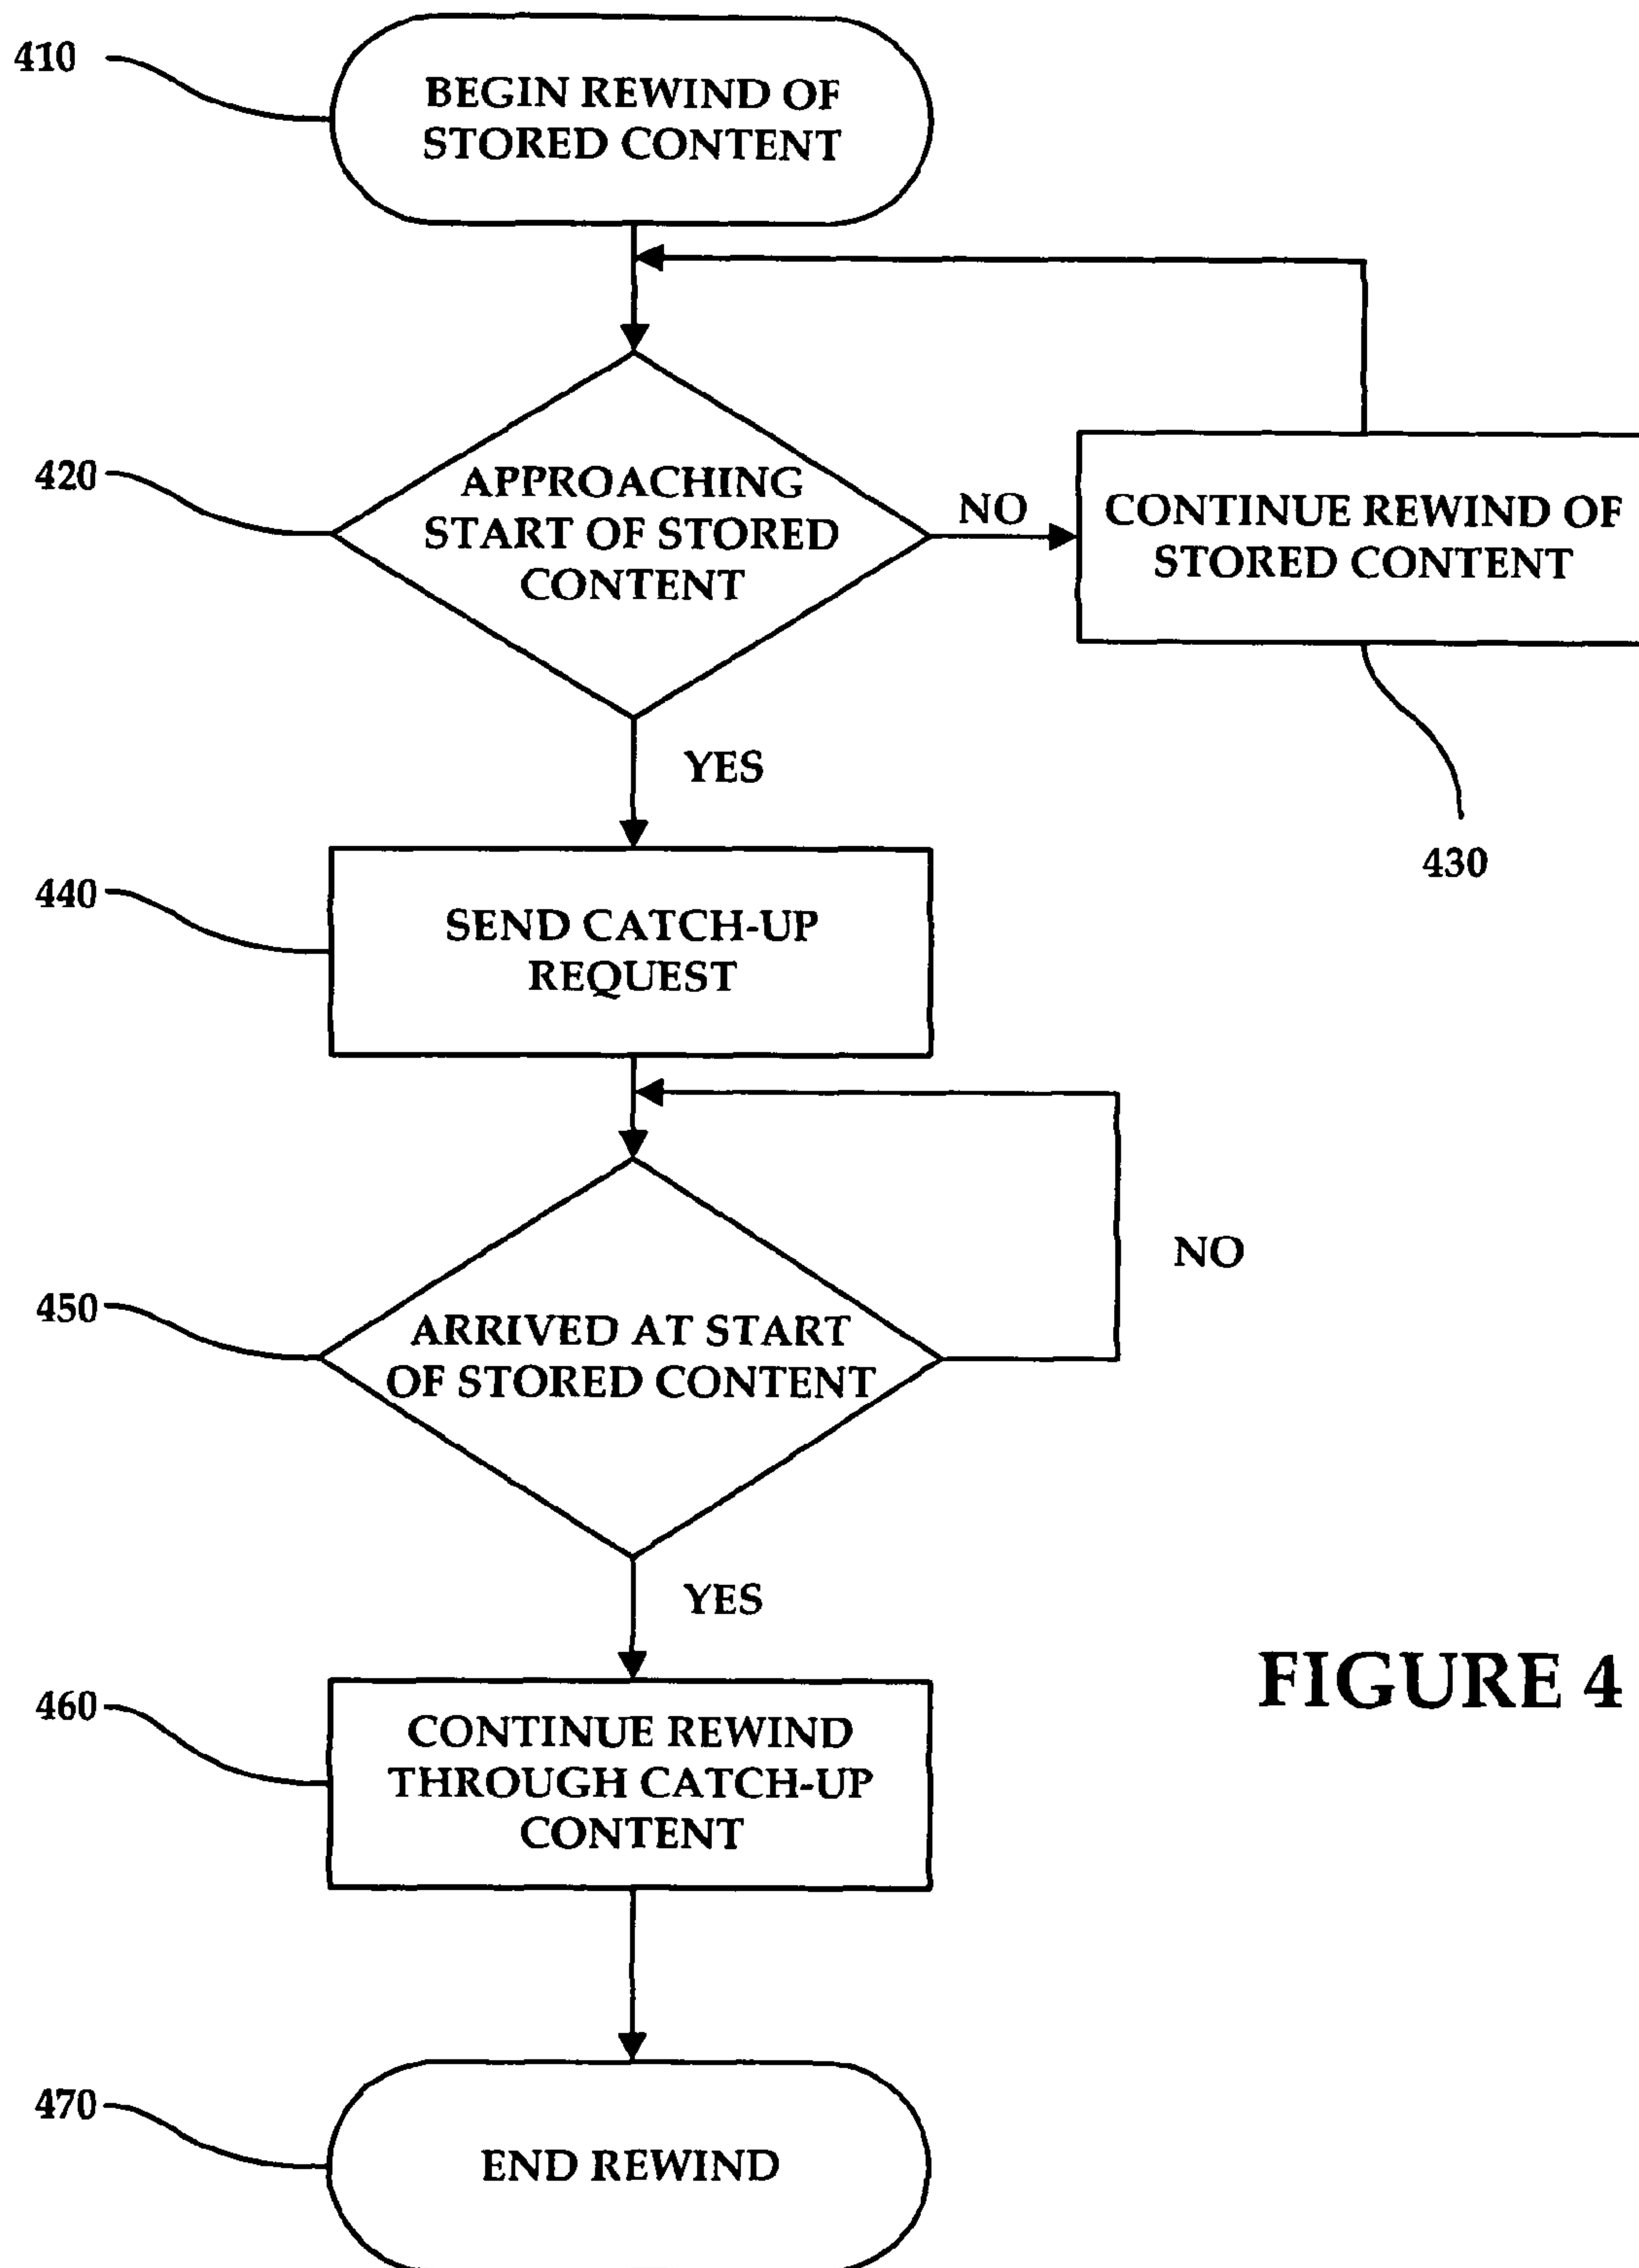 410
BEGIN REWIND OF
STORED CONTENT
420
APPROACHING
START OF STORED
CONTENT
NO
CONTINUE REWIND OF
STORED CONTENT
430
YES
440
SEND CATCH-UP
REQUEST
NO
450
ARRIVED AT START
OF STORED CONTENT
YES
460
CONTINUE REWIND
THROUGH CATCH-UP
CONTENT
FIGURE 4
470
END REWIND